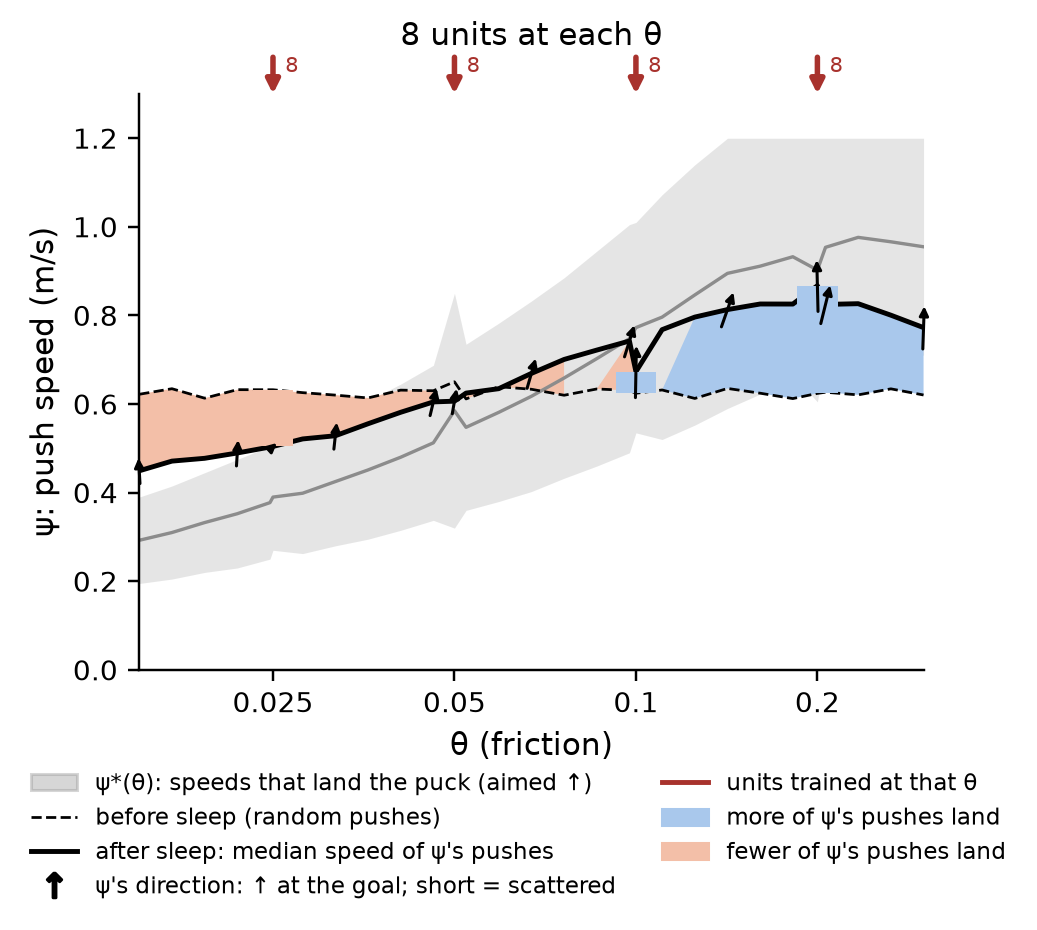 8 units at each θ
8 8 8 8
ψ: push speed (m/s)
1.2
1.0
0.8
0.6
0.4
0.2
0.0
0.025 0.05 0.1 0.2
θ (friction)
ψ*(θ): speeds that land the puck (aimed ↑)
before sleep (random pushes)
after sleep: median speed of ψ's pushes
ψ's direction: ↑ at the goal; short = scattered
units trained at that θ
more of ψ's pushes land
fewer of ψ's pushes land